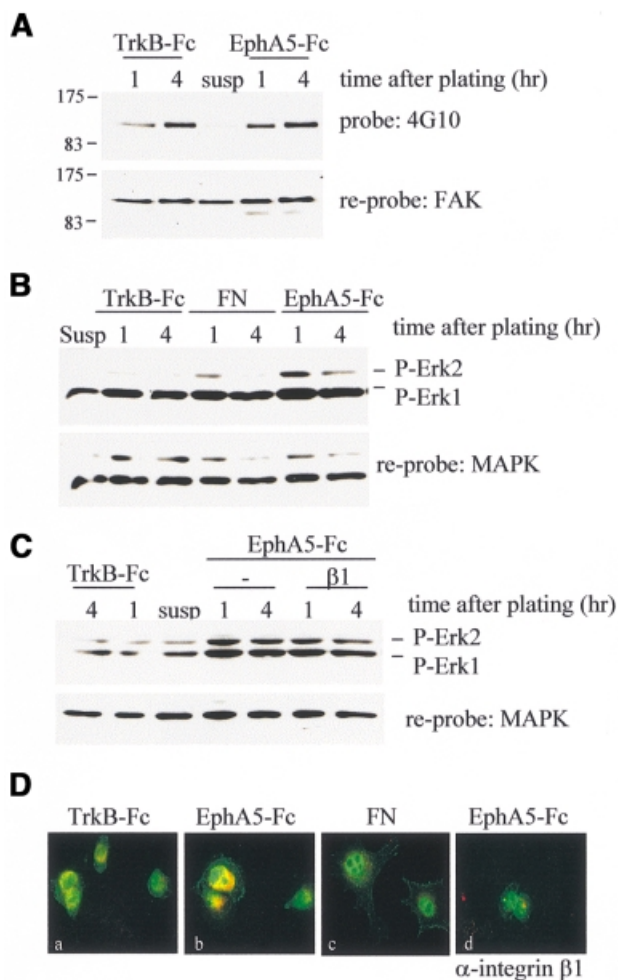 A
TrkB-Fc EphA5-Fc
1 4 susp 1 4 time after plating (hr)
175
probe: 4G10
83
175
re-probe: FAK
83
B
TrkB-Fc FN EphA5-Fc
Susp 1 4 1 4 1 4 time after plating (hr)
P-Erk2
P-Erk1
re-probe: MAPK
C
EphA5-Fc
TrkB-Fc - β1
4 1 susp 1 4 1 4 time after plating (hr)
P-Erk2
P-Erk1
re-probe: MAPK
D
TrkB-Fc EphA5-Fc FN EphA5-Fc
a b c d
α-integrin β1